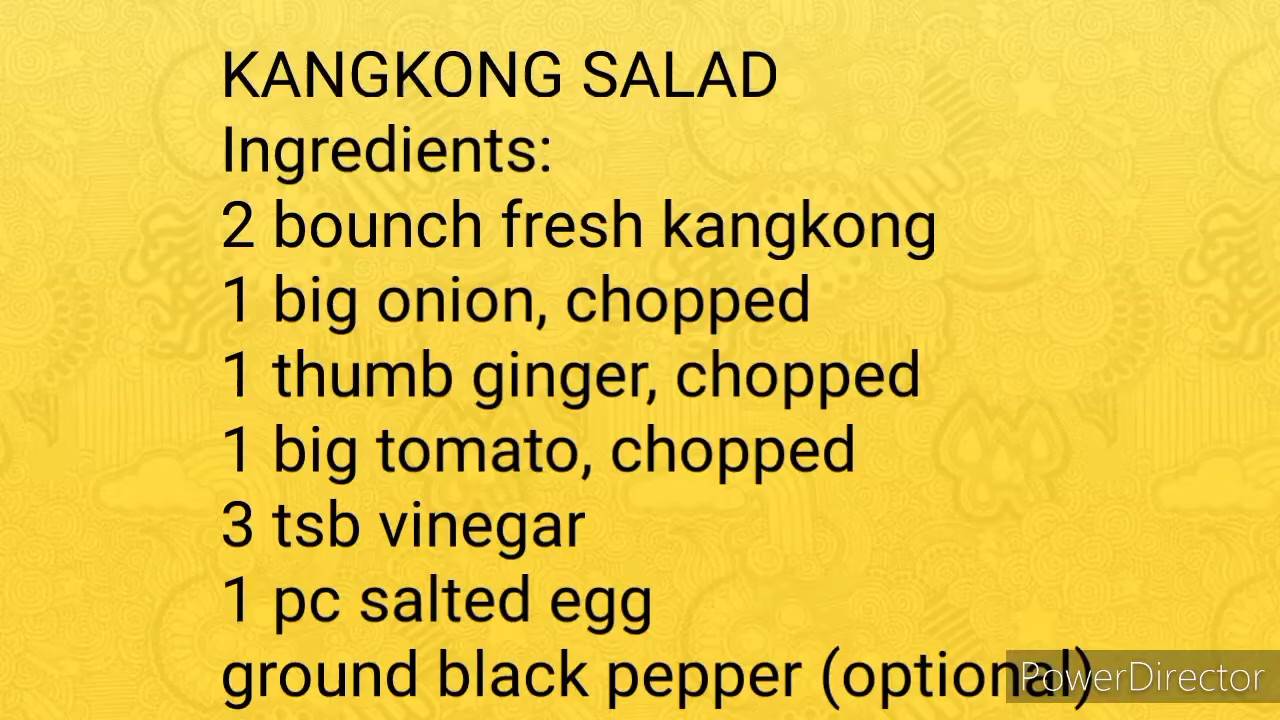 KANGKONG SALAD
Ingredients:
2 bounch fresh kangkong
1 big onion, chopped
1 thumb ginger, chopped
1 big tomato, chopped
3 tsb vinegar
1 pc salted egg
ground black pepper (optional)
PowerDirector